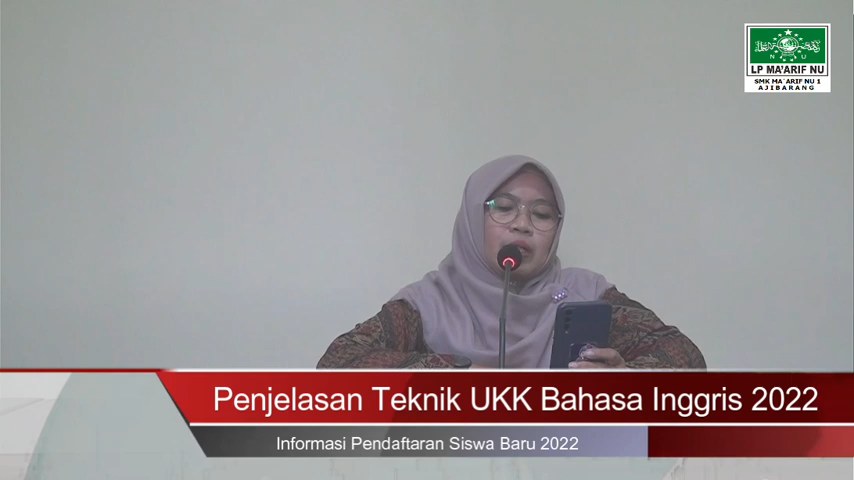 N U
LP MA'ARIF NU
SMK MA`ARIF NU 1
AJIBARANG
Penjelasan Teknik UKK Bahasa Inggris 2022
Informasi Pendaftaran Siswa Baru 2022